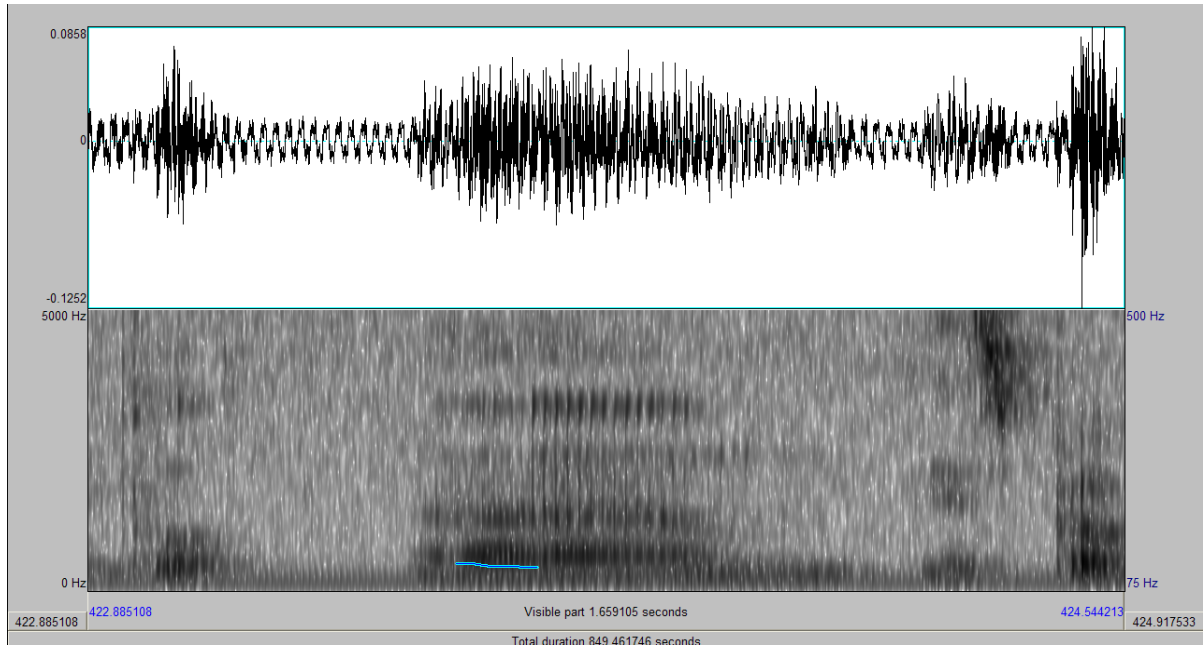 0.0858
0
-0.1252
5000 Hz 500 Hz
0 Hz 75 Hz
422.885108 Visible part 1.659105 seconds 424.544213
422.885108 424.917533
Total duration 849.461746 seconds